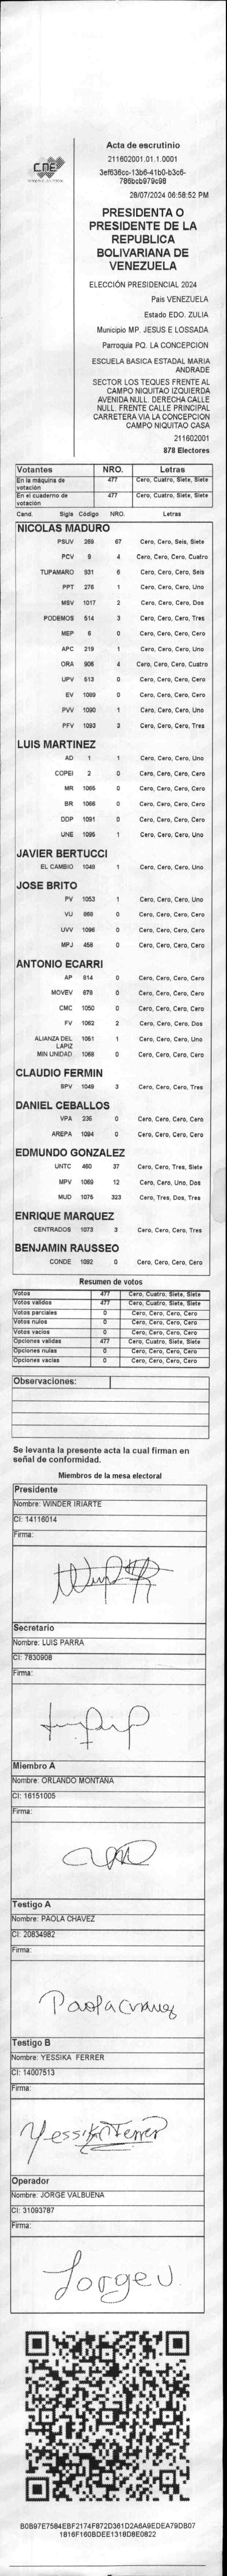 CNE
Acta de escrutinio
211602001.01.1.0001
3ef636cc-13b6-41b0-b3c6-
786bcb979c98
28/07/2024 06:58:52 PM
PRESIDENTA O
PRESIDENTE DE LA
REPUBLICA
BOLIVARIANA DE
VENEZUELA
ELECCIÓN PRESIDENCIAL 2024
País VENEZUELA
Estado EDO. ZULIA
Municipio MP. JESUS E LOSSADA
Parroquia PQ. LA CONCEPCION
ESCUELA BASICA ESTADAL MARIA
ANDRADE
SECTOR LOS TEQUES FRENTE AL
CAMPO NIQUITAO IZQUIERDA
AVENIDA NULL. DERECHA CALLE
NULL. FRENTE CALLE PRINCIPAL
CARRETERA VIA LA CONCEPCION
CAMPO NIQUITAO CASA
211602001
878 Electores
Votantes NRO. Letras
En la máquina de votación 477 Cero, Cuatro, Siete, Siete
En el cuaderno de votación 477 Cero, Cuatro, Siete, Siete
Cand. Sigla Código NRO. Letras
NICOLAS MADURO
PSUV 269 67 Cero, Cero, Seis, Siete
PCV 9 4 Cero, Cero, Cero, Cuatro
TUPAMARO 931 6 Cero, Cero, Cero, Seis
PPT 276 1 Cero, Cero, Cero, Uno
MSV 1017 2 Cero, Cero, Cero, Dos
PODEMOS 514 3 Cero, Cero, Cero, Tres
MEP 6 0 Cero, Cero, Cero, Cero
APC 219 1 Cero, Cero, Cero, Uno
ORA 906 4 Cero, Cero, Cero, Cuatro
UPV 513 0 Cero, Cero, Cero, Cero
EV 1089 0 Cero, Cero, Cero, Cero
PVV 1090 1 Cero, Cero, Cero, Uno
PFV 1093 3 Cero, Cero, Cero, Tres
LUIS MARTINEZ
AD 1 1 Cero, Cero, Cero, Uno
COPEI 2 0 Cero, Cero, Cero, Cero
MR 1065 0 Cero, Cero, Cero, Cero
BR 1066 0 Cero, Cero, Cero, Cero
DDP 1091 0 Cero, Cero, Cero, Cero
UNE 1095 1 Cero, Cero, Cero, Uno
JAVIER BERTUCCI
EL CAMBIO 1048 1 Cero, Cero, Cero, Uno
JOSE BRITO
PV 1053 1 Cero, Cero, Cero, Uno
VU 868 0 Cero, Cero, Cero, Cero
UVV 1096 0 Cero, Cero, Cero, Cero
MPJ 458 0 Cero, Cero, Cero, Cero
ANTONIO ECARRI
AP 814 0 Cero, Cero, Cero, Cero
MOVEV 878 0 Cero, Cero, Cero, Cero
CMC 1050 0 Cero, Cero, Cero, Cero
FV 1062 2 Cero, Cero, Cero, Dos
ALIANZA DEL LAPIZ 1051 1 Cero, Cero, Cero, Uno
MIN UNIDAD 1068 0 Cero, Cero, Cero, Cero
CLAUDIO FERMIN
SPV 1049 3 Cero, Cero, Cero, Tres
DANIEL CEBALLOS
VPA 236 0 Cero, Cero, Cero, Cero
AREPA 1094 0 Cero, Cero, Cero, Cero
EDMUNDO GONZALEZ
UNTC 460 37 Cero, Cero, Tres, Siete
MPV 1069 12 Cero, Cero, Uno, Dos
MUD 1075 323 Cero, Tres, Dos, Tres
ENRIQUE MARQUEZ
CENTRADOS 1073 3 Cero, Cero, Cero, Tres
BENJAMIN RAUSSEO
CONDE 1092 0 Cero, Cero, Cero, Cero
Resumen de votos
Votos 477 Cero, Cuatro, Siete, Siete
Votos validos 477 Cero, Cuatro, Siete, Siete
Votos parciales 0 Cero, Cero, Cero, Cero
Votos nulos 0 Cero, Cero, Cero, Cero
Votos vacios 0 Cero, Cero, Cero, Cero
Opciones validas 477 Cero, Cuatro, Siete, Siete
Opciones nulas 0 Cero, Cero, Cero, Cero
Opciones vacias 0 Cero, Cero, Cero, Cero
Observaciones:
Se levanta la presente acta la cual firman en
señal de conformidad.
Miembros de la mesa electoral
Presidente
Nombre: WINDER IRIARTE
CI: 14116014
Firma:
Secretario
Nombre: LUIS PARRA
CI: 7830908
Firma:
Miembro A
Nombre: ORLANDO MONTAÑA
CI: 16151005
Firma:
Testigo A
Nombre: PAOLA CHAVEZ
CI: 20834982
Firma:
Paola Chavez
Testigo B
Nombre: YESSIKA FERRER
CI: 14007513
Firma:
Yessika Ferrer
Operador
Nombre: JORGE VALBUENA
CI: 31093787
Firma:
Jorge V.
B0B97E7584EBF2174F872D361D2A6A9EDEA79DB07
1816F160BDEE1318D8E0822